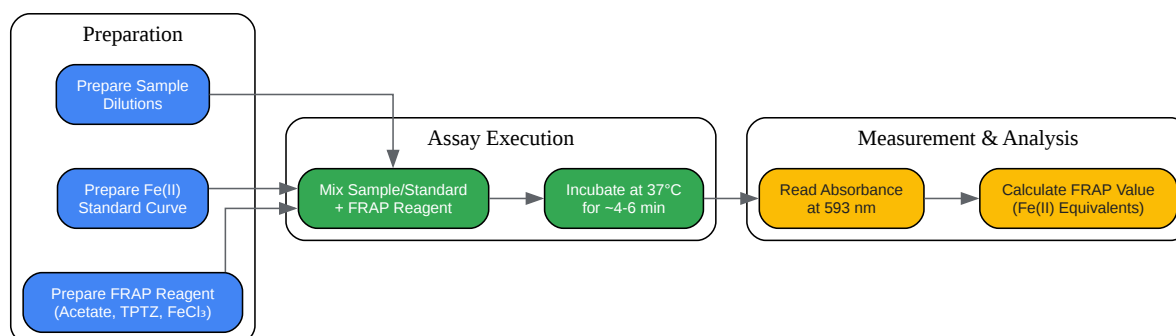 Preparation
Prepare Sample
Dilutions
Prepare Fe(II)
Standard Curve
Prepare FRAP Reagent
(Acetate, TPTZ, FeCl₃)
Assay Execution
Mix Sample/Standard
+ FRAP Reagent
Incubate at 37°C
for ~4-6 min
Measurement & Analysis
Read Absorbance
at 593 nm
Calculate FRAP Value
(Fe(II) Equivalents)